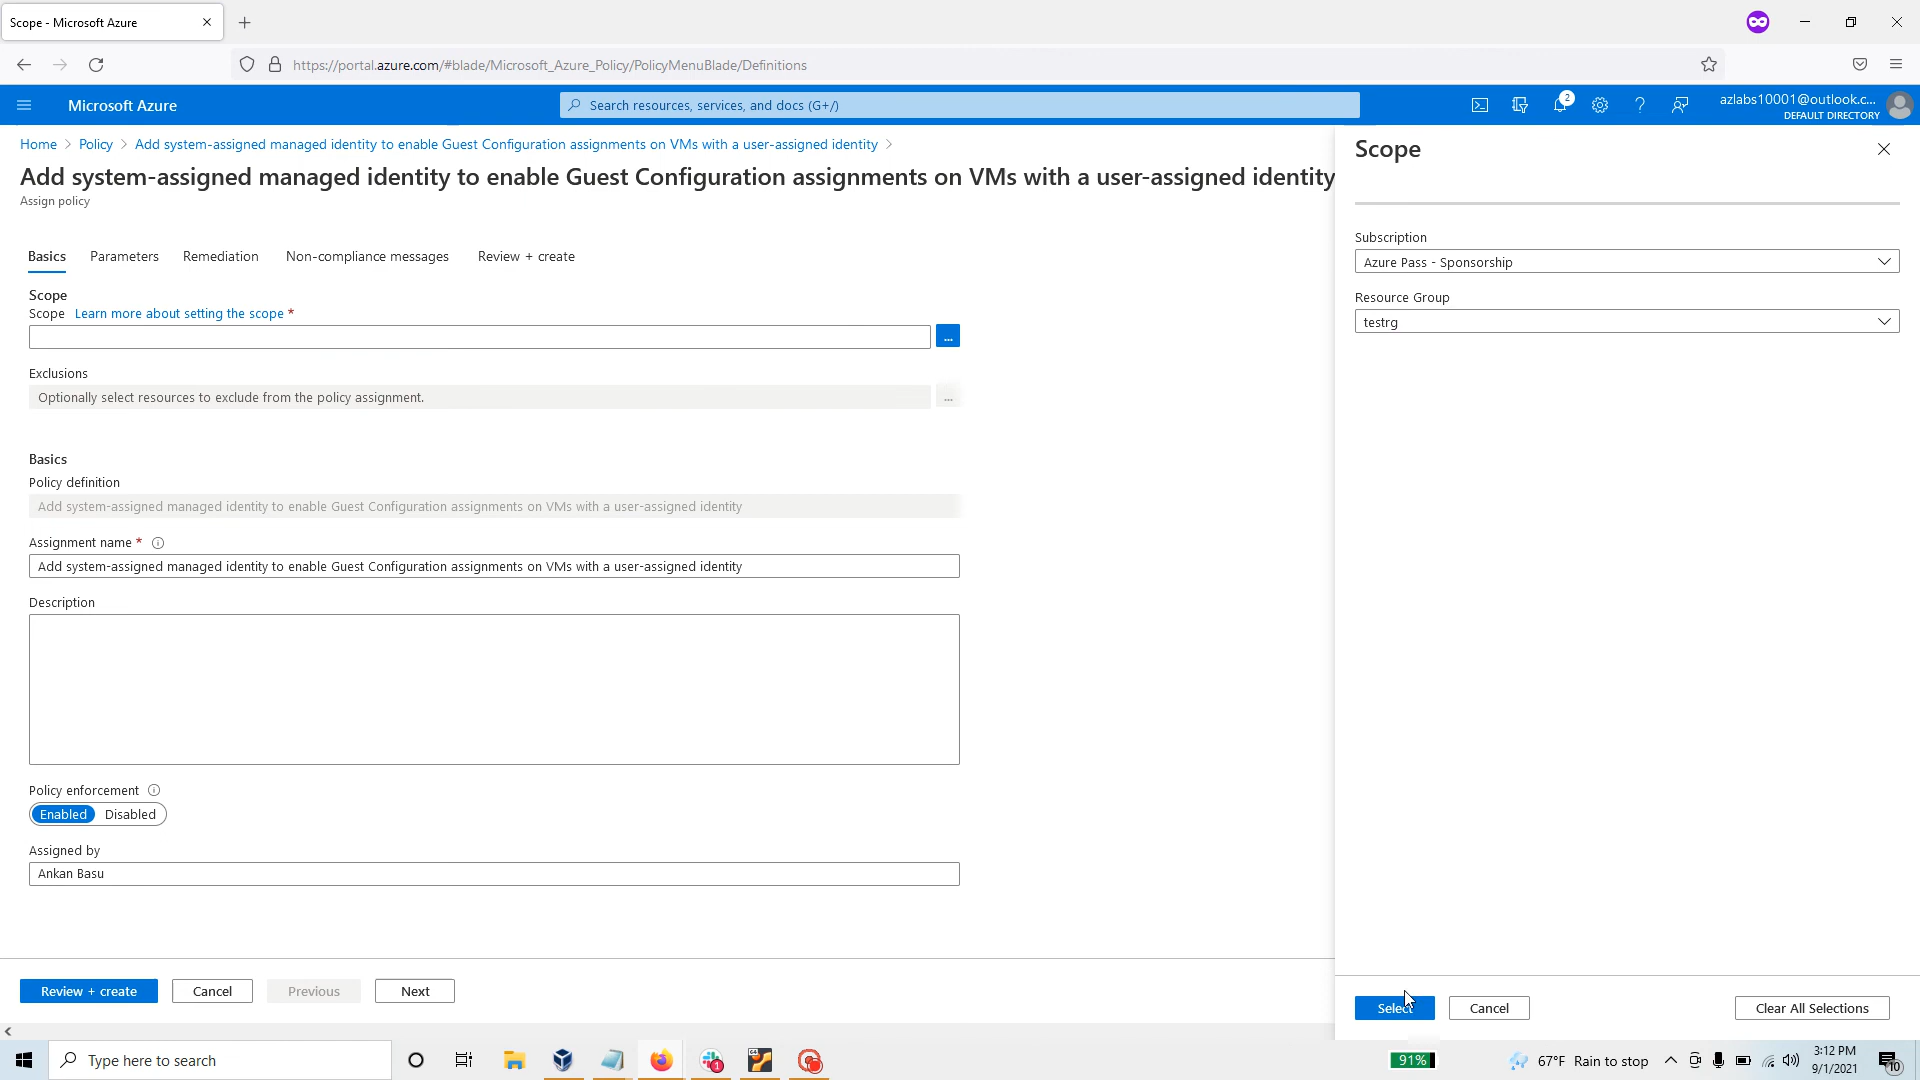 Scope - Microsoft Azure
https://portal.azure.com/#blade/Microsoft_Azure_Policy/PolicyMenuBlade/Definitions
Microsoft Azure
Search resources, services, and docs (G+/)
2
azlabs10001@outlook.c...
DEFAULT DIRECTORY
Home > Policy > Add system-assigned managed identity to enable Guest Configuration assignments on VMs with a user-assigned identity >
Add system-assigned managed identity to enable Guest Configuration assignments on VMs with a user-assigned identity
Assign policy
Basics Parameters Remediation Non-compliance messages Review + create
Scope
Scope Learn more about setting the scope *
...
Exclusions
Optionally select resources to exclude from the policy assignment.
...
Basics
Policy definition
Add system-assigned managed identity to enable Guest Configuration assignments on VMs with a user-assigned identity
Assignment name *
Add system-assigned managed identity to enable Guest Configuration assignments on VMs with a user-assigned identity
Description
Policy enforcement
Enabled Disabled
Assigned by
Ankan Basu
Review + create Cancel Previous Next
Scope
Subscription
Azure Pass - Sponsorship
Resource Group
testrg
Select Cancel Clear All Selections
Type here to search
1
91%
67°F Rain to stop
3:12 PM
9/1/2021
10